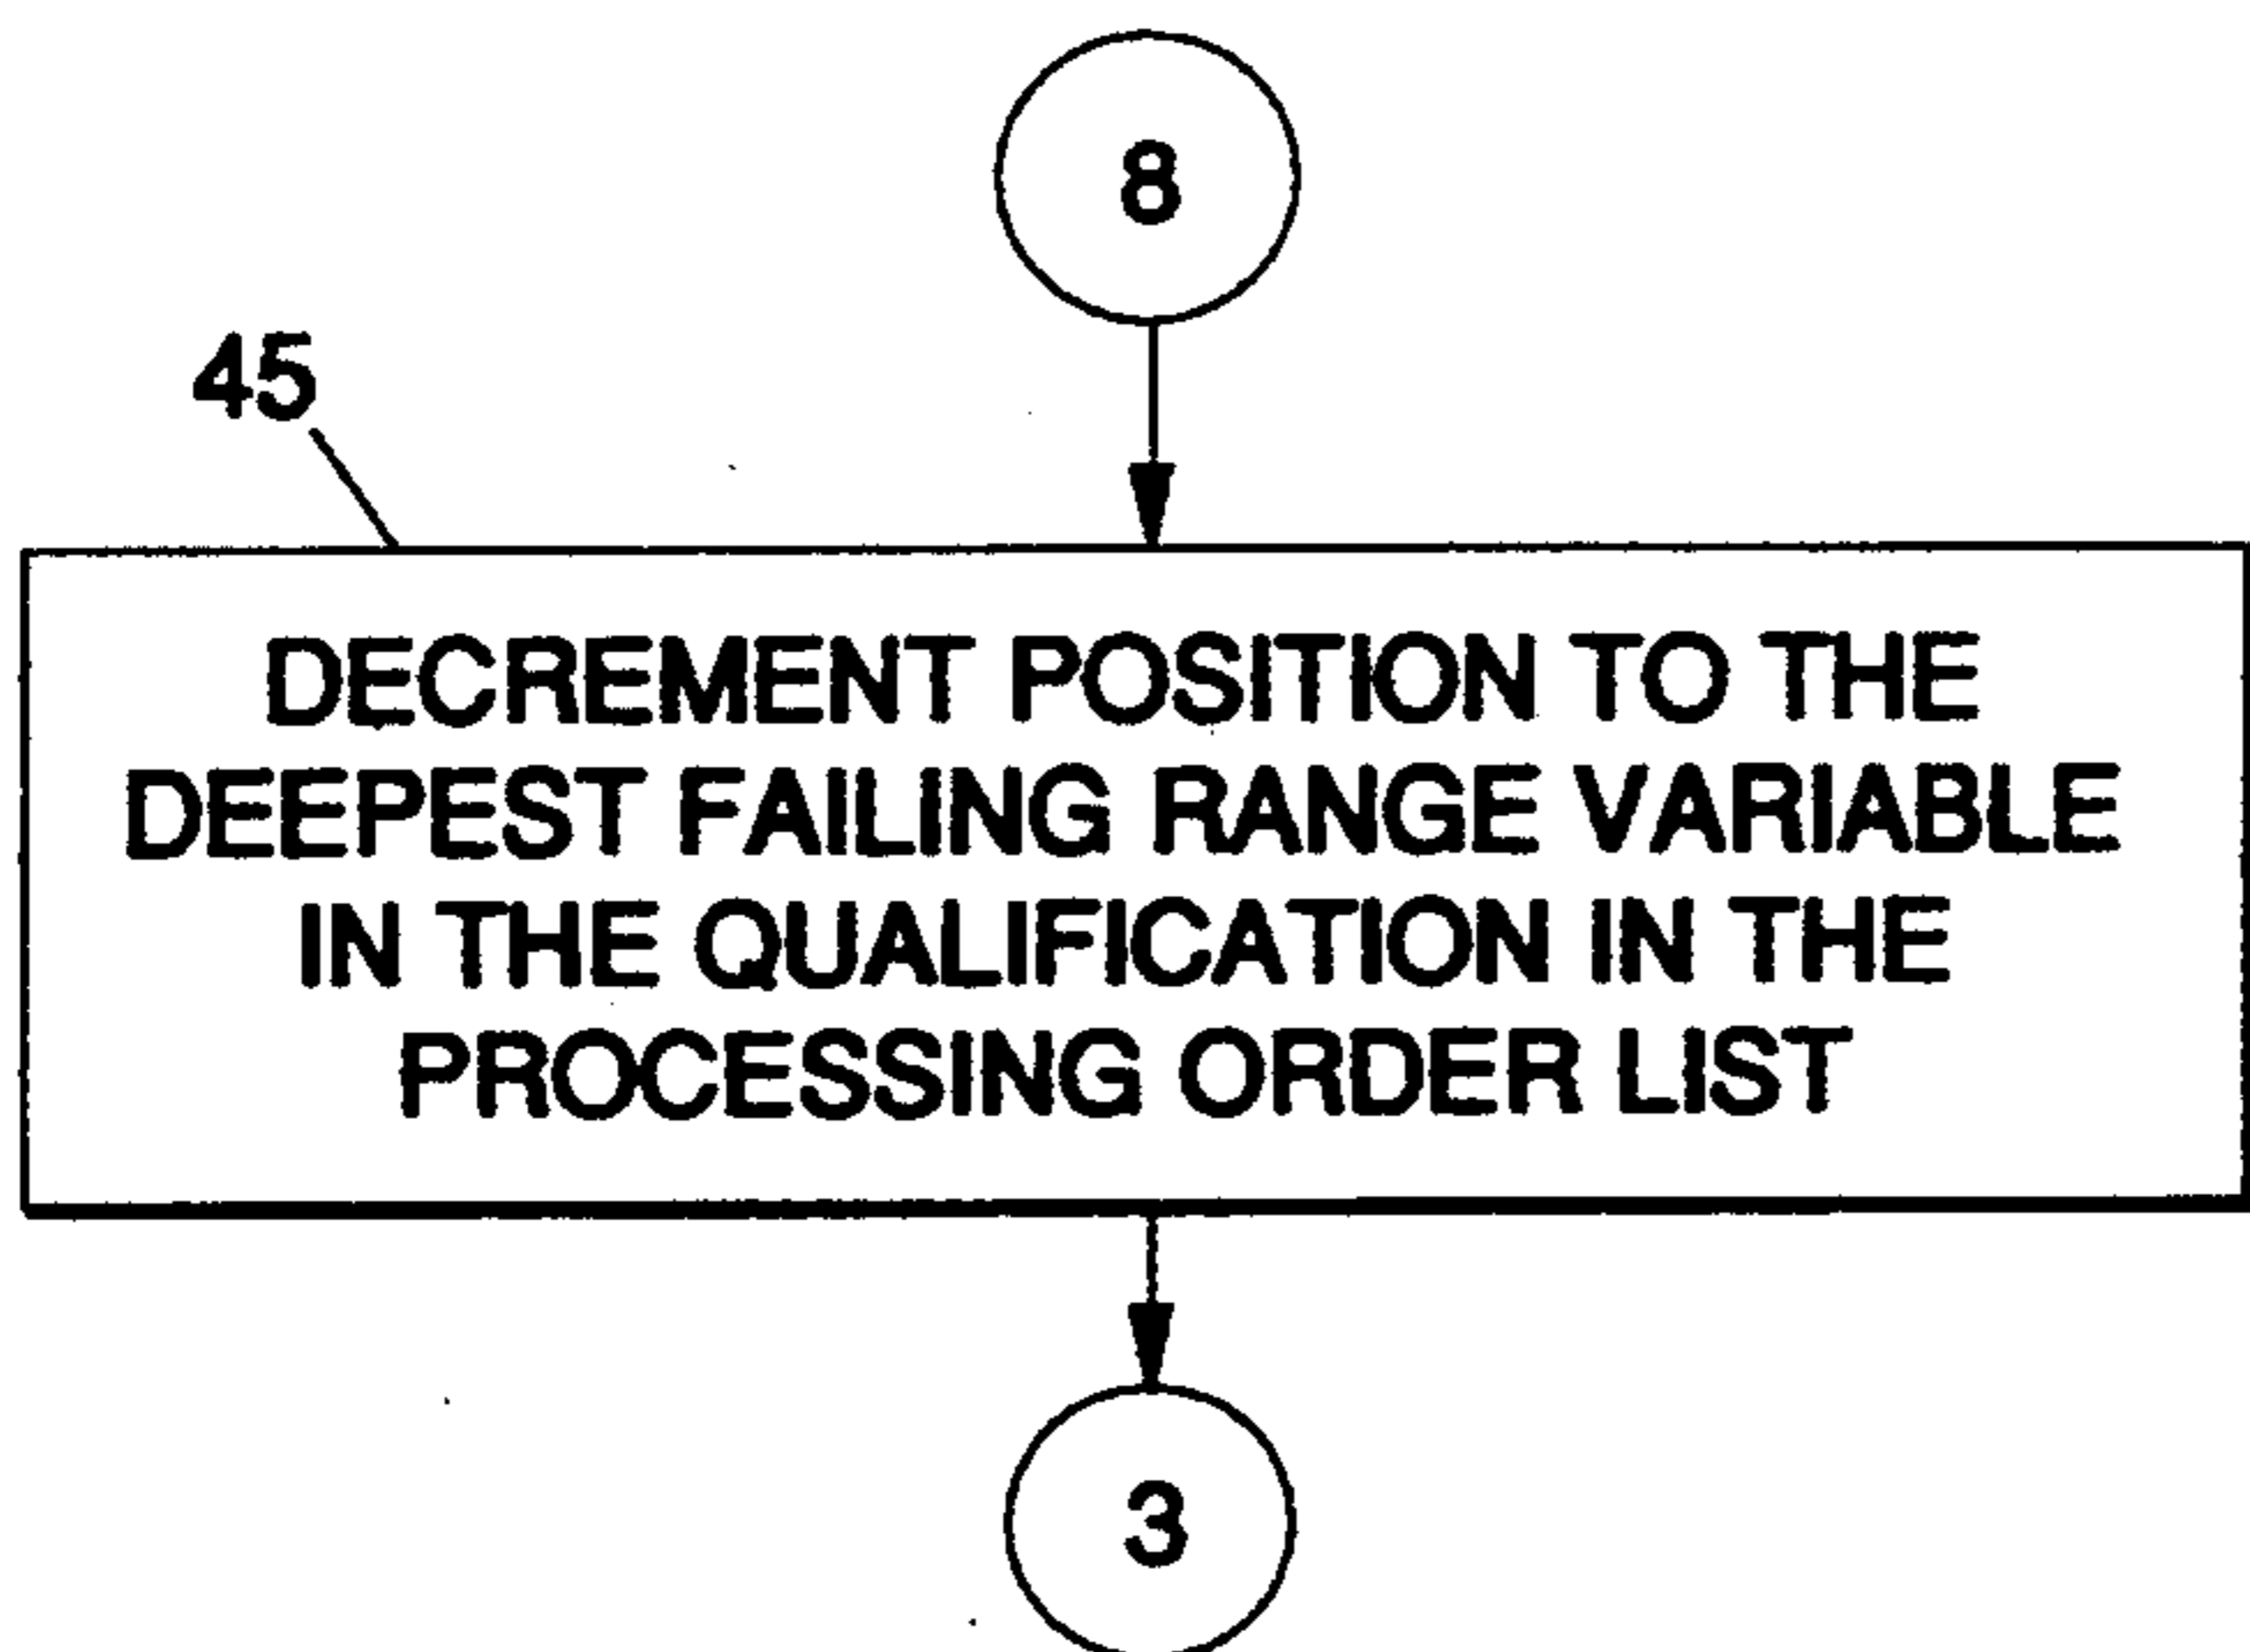 8
45
DECREMENT POSITION TO THE
DEEPEST FAILING RANGE VARIABLE
IN THE QUALIFICATION IN THE
PROCESSING ORDER LIST
3